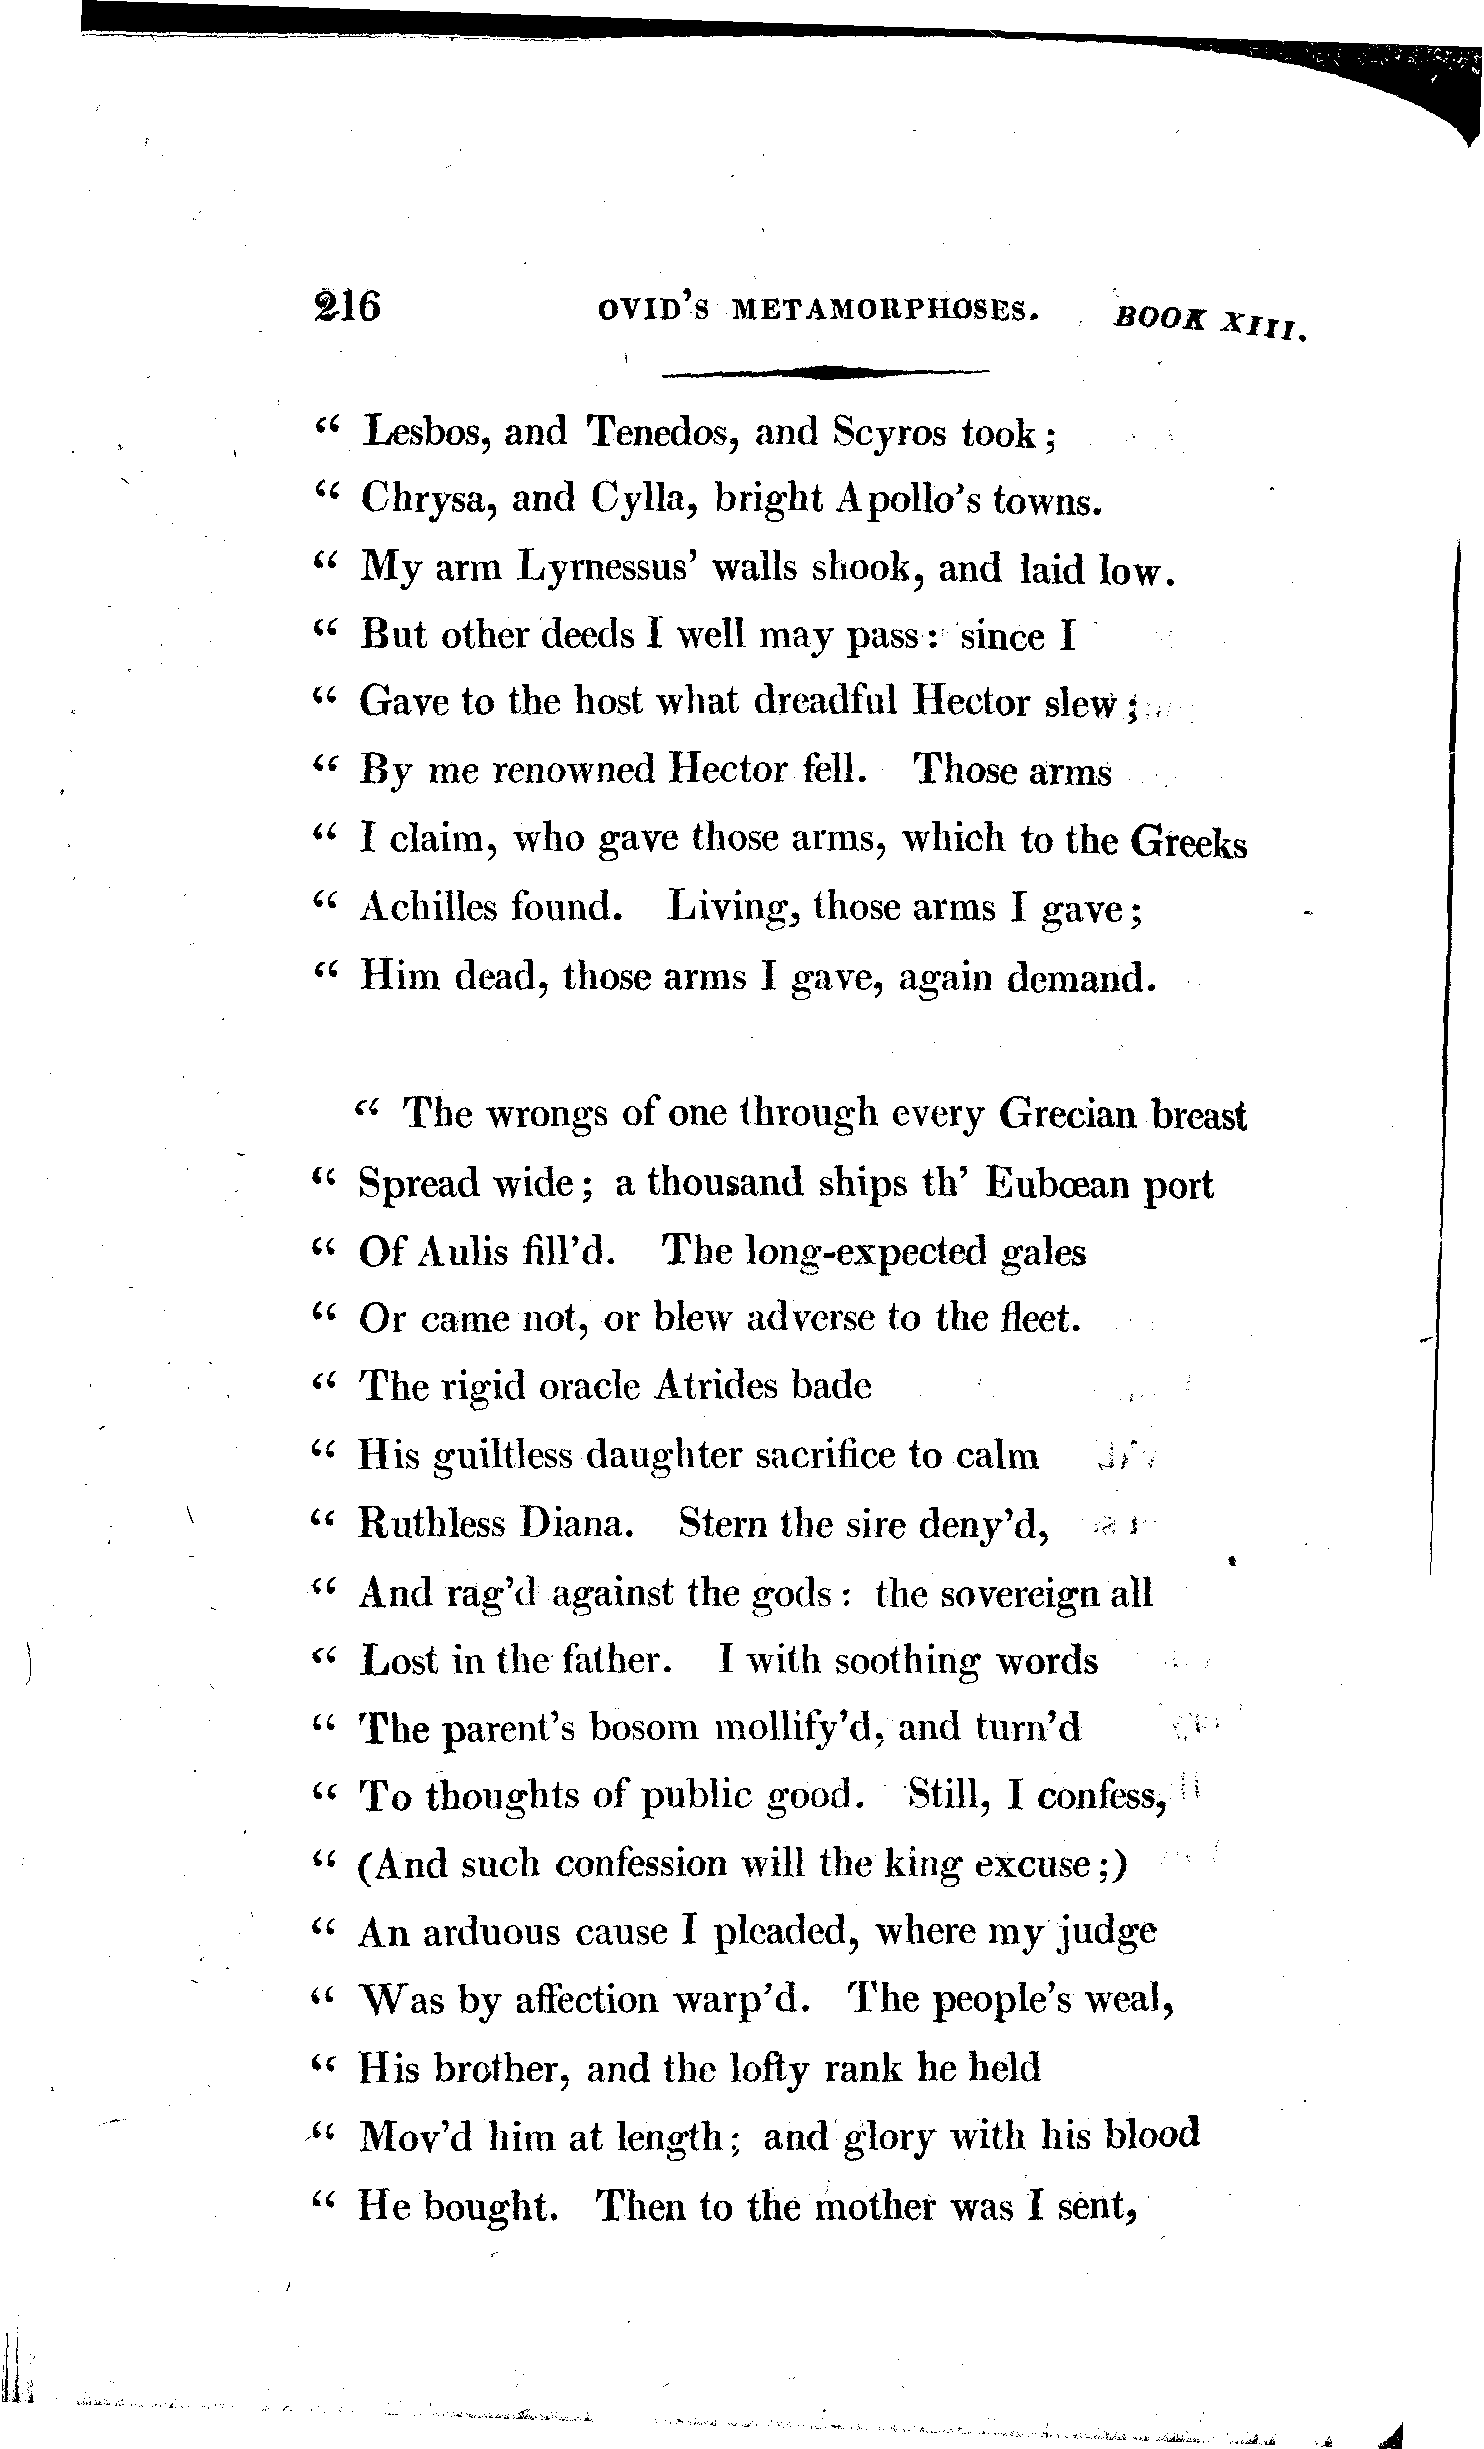 216 OVID'S METAMORPHOSES. BOOK XIII.
“ Lesbos, and Tenedos, and Scyros took;
“ Chrysa, and Cylla, bright Apollo's towns.
“ My arm Lyrnessus' walls shook, and laid low.
“ But other deeds I well may pass: since I
“ Gave to the host what dreadful Hector slew;
“ By me renowned Hector fell. Those arms
“ I claim, who gave those arms, which to the Greeks
“ Achilles found. Living, those arms I gave;
“ Him dead, those arms I gave, again demand.
“ The wrongs of one through every Grecian breast
“ Spread wide; a thousand ships th' Eubœan port
“ Of Aulis fill'd. The long-expected gales
“ Or came not, or blew adverse to the fleet.
“ The rigid oracle Atrides bade
“ His guiltless daughter sacrifice to calm
“ Ruthless Diana. Stern the sire deny'd,
“ And rag'd against the gods: the sovereign all
“ Lost in the father. I with soothing words
“ The parent's bosom mollify'd, and turn'd
“ To thoughts of public good. Still, I confess,
“ (And such confession will the king excuse;)
“ An arduous cause I pleaded, where my judge
“ Was by affection warp'd. The people's weal,
“ His brother, and the lofty rank he held
“ Mov'd him at length; and glory with his blood
“ He bought. Then to the mother was I sent,